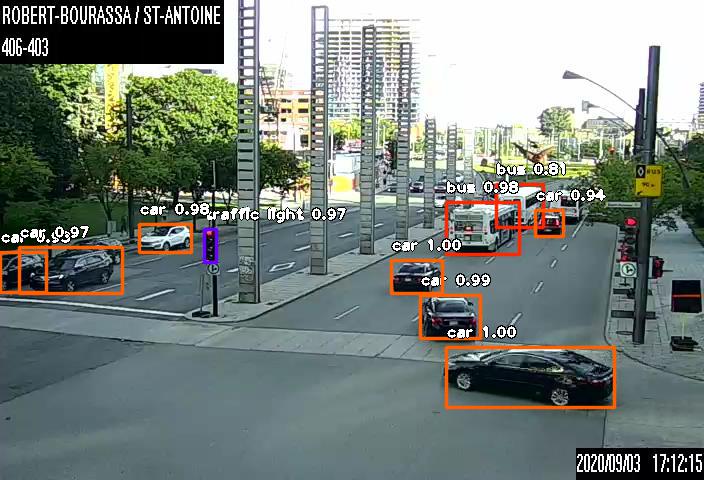 ROBERT-BOURASSA / ST-ANTOINE
406-403
bus 0.81
bus 0.98
car 0.94
car 0.98
traffic light 0.97
car 0.97
car 1.00
car 0.99
car 1.00
BUS
2020/09/03 17:12:15